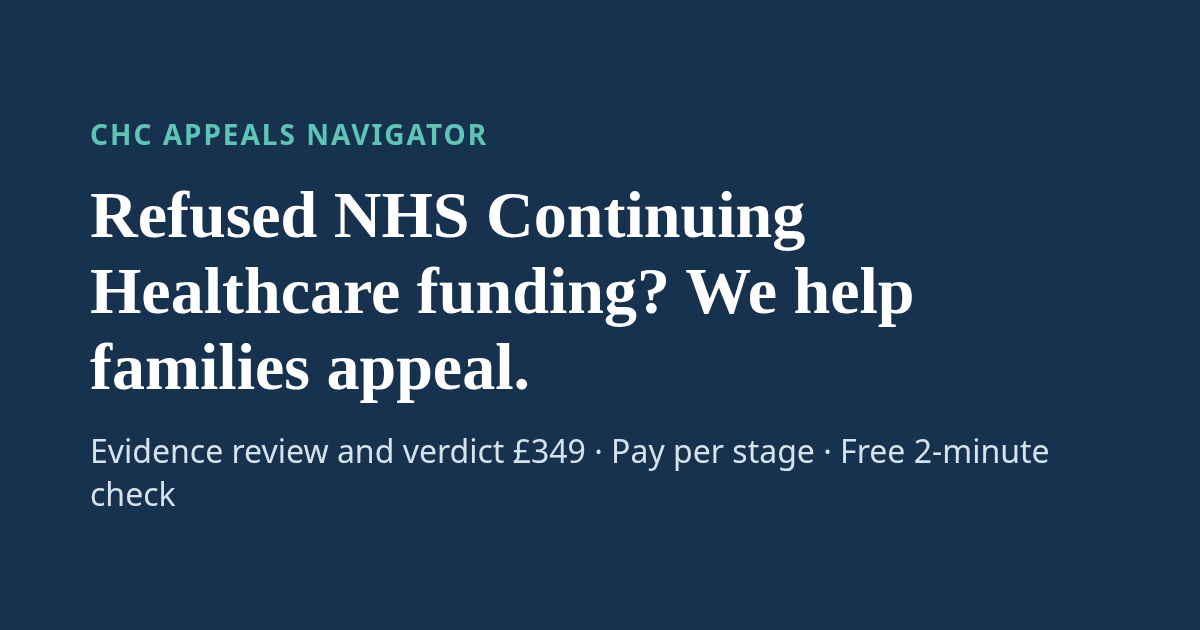 CHC APPEALS NAVIGATOR
Refused NHS Continuing
Healthcare funding? We help
families appeal.
Evidence review and verdict £349 · Pay per stage · Free 2-minute
check